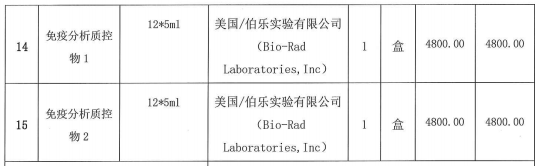 14 免疫分析质控物 1 12*5ml 美国/伯乐实验有限公司（Bio-Rad Laboratories,Inc） 1 盒 4800.00 4800.00
15 免疫分析质控物 2 12*5ml 美国/伯乐实验有限公司（Bio-Rad Laboratories,Inc） 1 盒 4800.00 4800.00